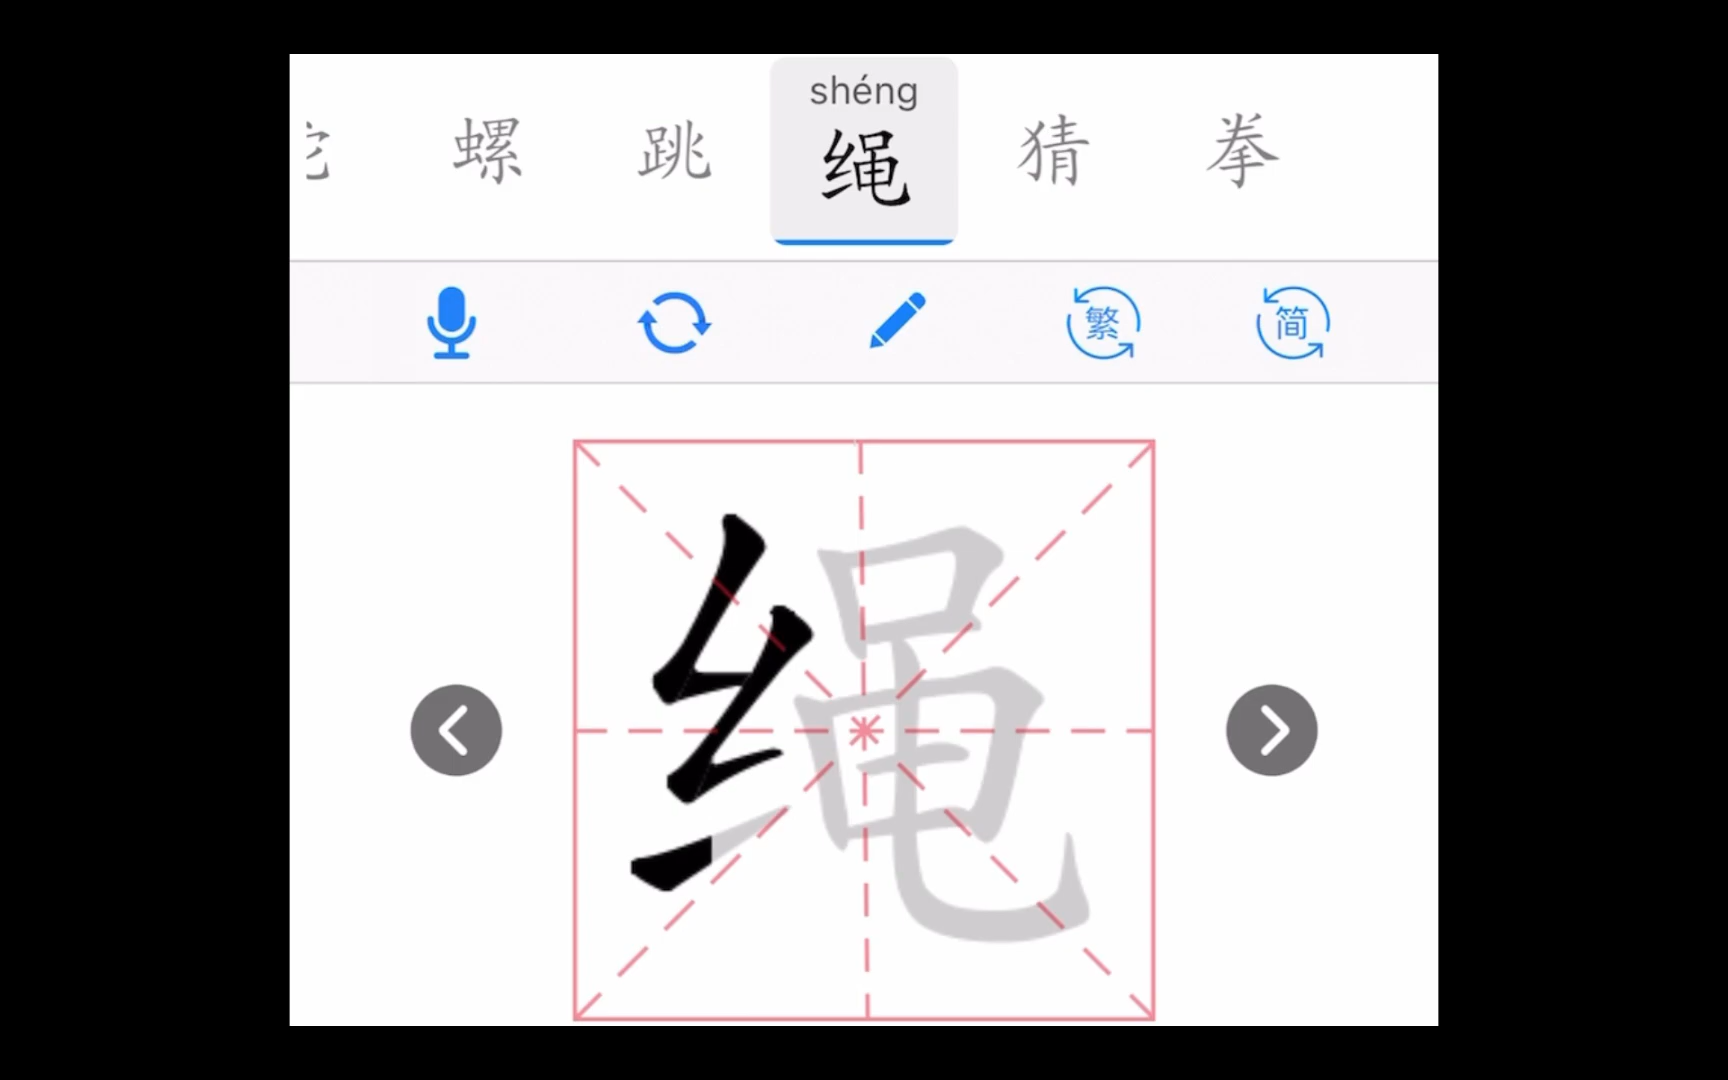 shéng
螺 跳 绳 猜 拳
繁 简
绳